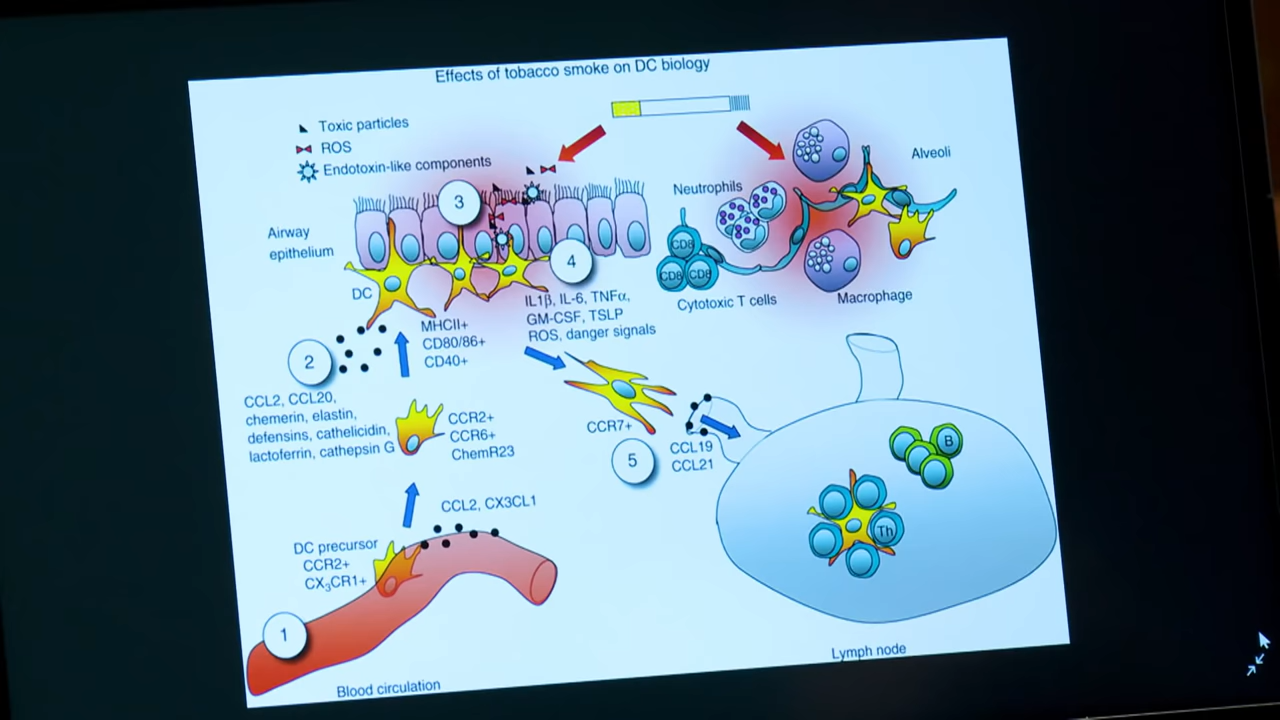 Effects of tobacco smoke on DC biology
Toxic particles
ROS
Endotoxin-like components
Airway
epithelium
3
4
DC
Neutrophils
CD8
CD8
CD8
Cytotoxic T cells
Alveoli
Macrophage
IL1β, IL-6, TNFα,
GM-CSF, TSLP
ROS, danger signals
MHCII+
CD80/86+
CD40+
2
CCL2, CCL20,
chemerin, elastin,
defensins, cathelicidin,
lactoferrin, cathepsin G
CCR2+
CCR6+
ChemR23
CCR7+
5
CCL19
CCL21
B
Th
CCL2, CX3CL1
DC precursor
CCR2+
CX₃CR1+
1
Blood circulation
Lymph node